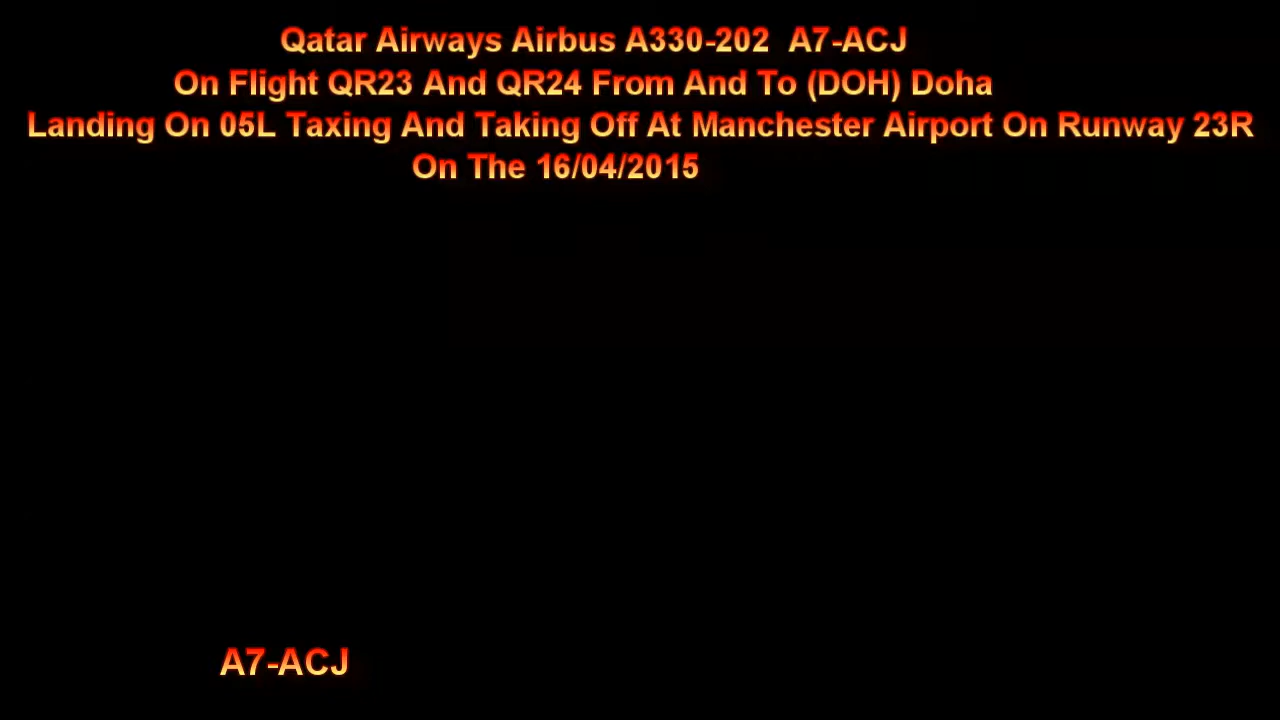 Qatar Airways Airbus A330-202 A7-ACJ
On Flight QR23 And QR24 From And To (DOH) Doha
Landing On 05L Taxing And Taking Off At Manchester Airport On Runway 23R
On The 16/04/2015
A7-ACJ